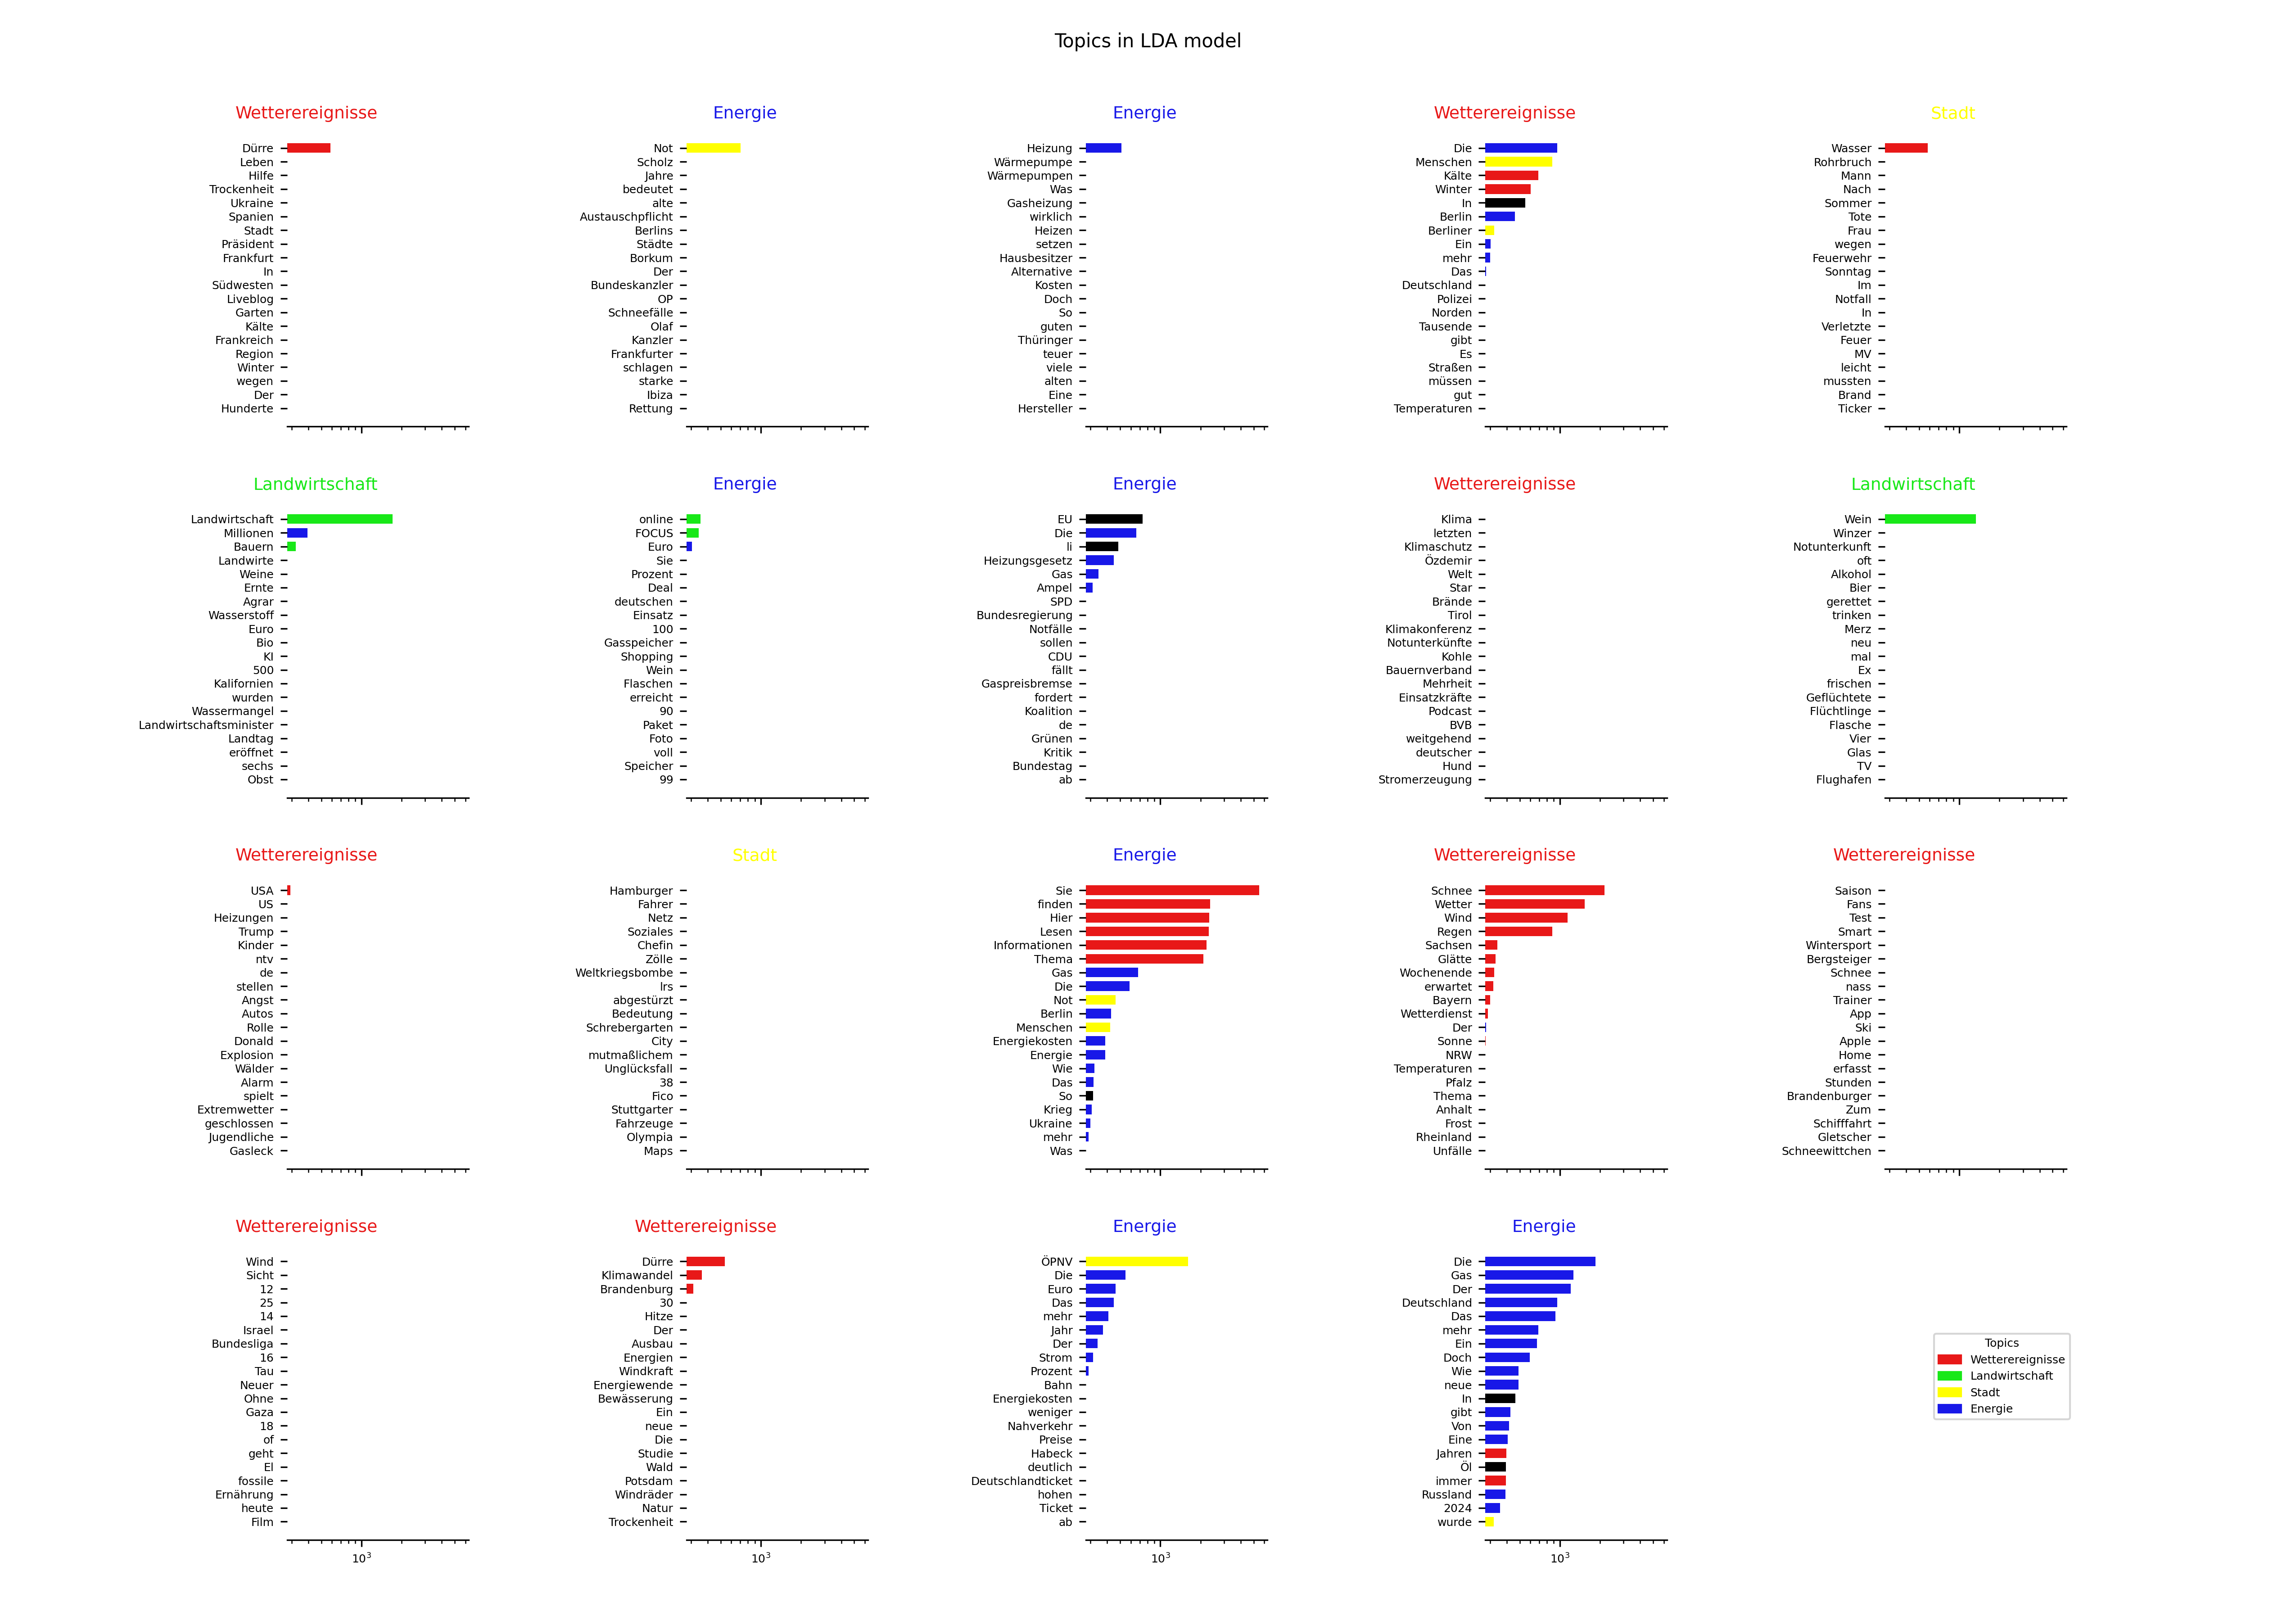 Topics in LDA model
Wetterereignisse
Dürre
Leben
Hilfe
Trockenheit
Ukraine
Spanien
Stadt
Präsident
Frankfurt
In
Südwesten
Liveblog
Garten
Kälte
Frankreich
Region
Winter
wegen
Der
Hunderte
Energie
Not
Scholz
Jahre
bedeutet
alte
Austauschpflicht
Berlins
Städte
Borkum
Der
Bundeskanzler
OP
Schneefälle
Olaf
Kanzler
Frankfurter
schlagen
starke
Ibiza
Rettung
Energie
Heizung
Wärmepumpe
Wärmepumpen
Was
Gasheizung
wirklich
Heizen
setzen
Hausbesitzer
Alternative
Kosten
Doch
So
guten
Thüringer
teuer
viele
alten
Eine
Hersteller
Wetterereignisse
Die
Menschen
Kälte
Winter
In
Berlin
Berliner
Ein
mehr
Das
Deutschland
Polizei
Norden
Tausende
gibt
Es
Straßen
müssen
gut
Temperaturen
Stadt
Wasser
Rohrbruch
Mann
Nach
Sommer
Tote
Frau
wegen
Feuerwehr
Sonntag
Im
Notfall
In
Verletzte
Feuer
MV
leicht
mussten
Brand
Ticker
Landwirtschaft
Landwirtschaft
Millionen
Bauern
Landwirte
Weine
Ernte
Agrar
Wasserstoff
Euro
Bio
KI
500
Kalifornien
wurden
Wassermangel
Landwirtschaftsminister
Landtag
eröffnet
sechs
Obst
Energie
online
FOCUS
Euro
Sie
Prozent
Deal
deutschen
Einsatz
100
Gasspeicher
Shopping
Wein
Flaschen
erreicht
90
Paket
Foto
voll
Speicher
99
Energie
EU
Die
li
Heizungsgesetz
Gas
Ampel
SPD
Bundesregierung
Notfälle
sollen
CDU
fällt
Gaspreisbremse
fordert
Koalition
de
Grünen
Kritik
Bundestag
ab
Wetterereignisse
Klima
letzten
Klimaschutz
Özdemir
Welt
Star
Brände
Tirol
Klimakonferenz
Notunterkünfte
Kohle
Bauernverband
Mehrheit
Einsatzkräfte
Podcast
BVB
weitgehend
deutscher
Hund
Stromerzeugung
Landwirtschaft
Wein
Winzer
Notunterkunft
oft
Alkohol
Bier
gerettet
trinken
Merz
neu
mal
Ex
frischen
Geflüchtete
Flüchtlinge
Flasche
Vier
Glas
TV
Flughafen
Wetterereignisse
USA
US
Heizungen
Trump
Kinder
ntv
de
stellen
Angst
Autos
Rolle
Donald
Explosion
Wälder
Alarm
spielt
Extremwetter
geschlossen
Jugendliche
Gasleck
Stadt
Hamburger
Fahrer
Netz
Soziales
Chefin
Zölle
Weltkriegsbombe
Irs
abgestürzt
Bedeutung
Schrebergarten
City
mutmaßlichem
Unglücksfall
38
Fico
Stuttgarter
Fahrzeuge
Olympia
Maps
Energie
Sie
finden
Hier
Lesen
Informationen
Thema
Gas
Die
Not
Berlin
Menschen
Energiekosten
Energie
Wie
Das
So
Krieg
Ukraine
mehr
Was
Wetterereignisse
Schnee
Wetter
Wind
Regen
Sachsen
Glätte
Wochenende
erwartet
Bayern
Wetterdienst
Der
Sonne
NRW
Temperaturen
Pfalz
Thema
Anhalt
Frost
Rheinland
Unfälle
Wetterereignisse
Saison
Fans
Test
Smart
Wintersport
Bergsteiger
Schnee
nass
Trainer
App
Ski
Apple
Home
erfasst
Stunden
Brandenburger
Zum
Schifffahrt
Gletscher
Schneewittchen
Wetterereignisse
Wind
Sicht
12
25
14
Israel
Bundesliga
16
Tau
Neuer
Ohne
Gaza
18
of
geht
El
fossile
Ernährung
heute
Film
10³
Wetterereignisse
Dürre
Klimawandel
Brandenburg
30
Hitze
Der
Ausbau
Energien
Windkraft
Energiewende
Bewässerung
Ein
neue
Die
Studie
Wald
Potsdam
Windräder
Natur
Trockenheit
10³
Energie
ÖPNV
Die
Euro
Das
mehr
Jahr
Der
Strom
Prozent
Bahn
Energiekosten
weniger
Nahverkehr
Preise
Habeck
deutlich
Deutschlandticket
hohen
Ticket
ab
10³
Energie
Die
Gas
Der
Deutschland
Das
mehr
Ein
Doch
Wie
neue
In
gibt
Von
Eine
Jahren
Öl
immer
Russland
2024
wurde
10³
Topics
Wetterereignisse
Landwirtschaft
Stadt
Energie